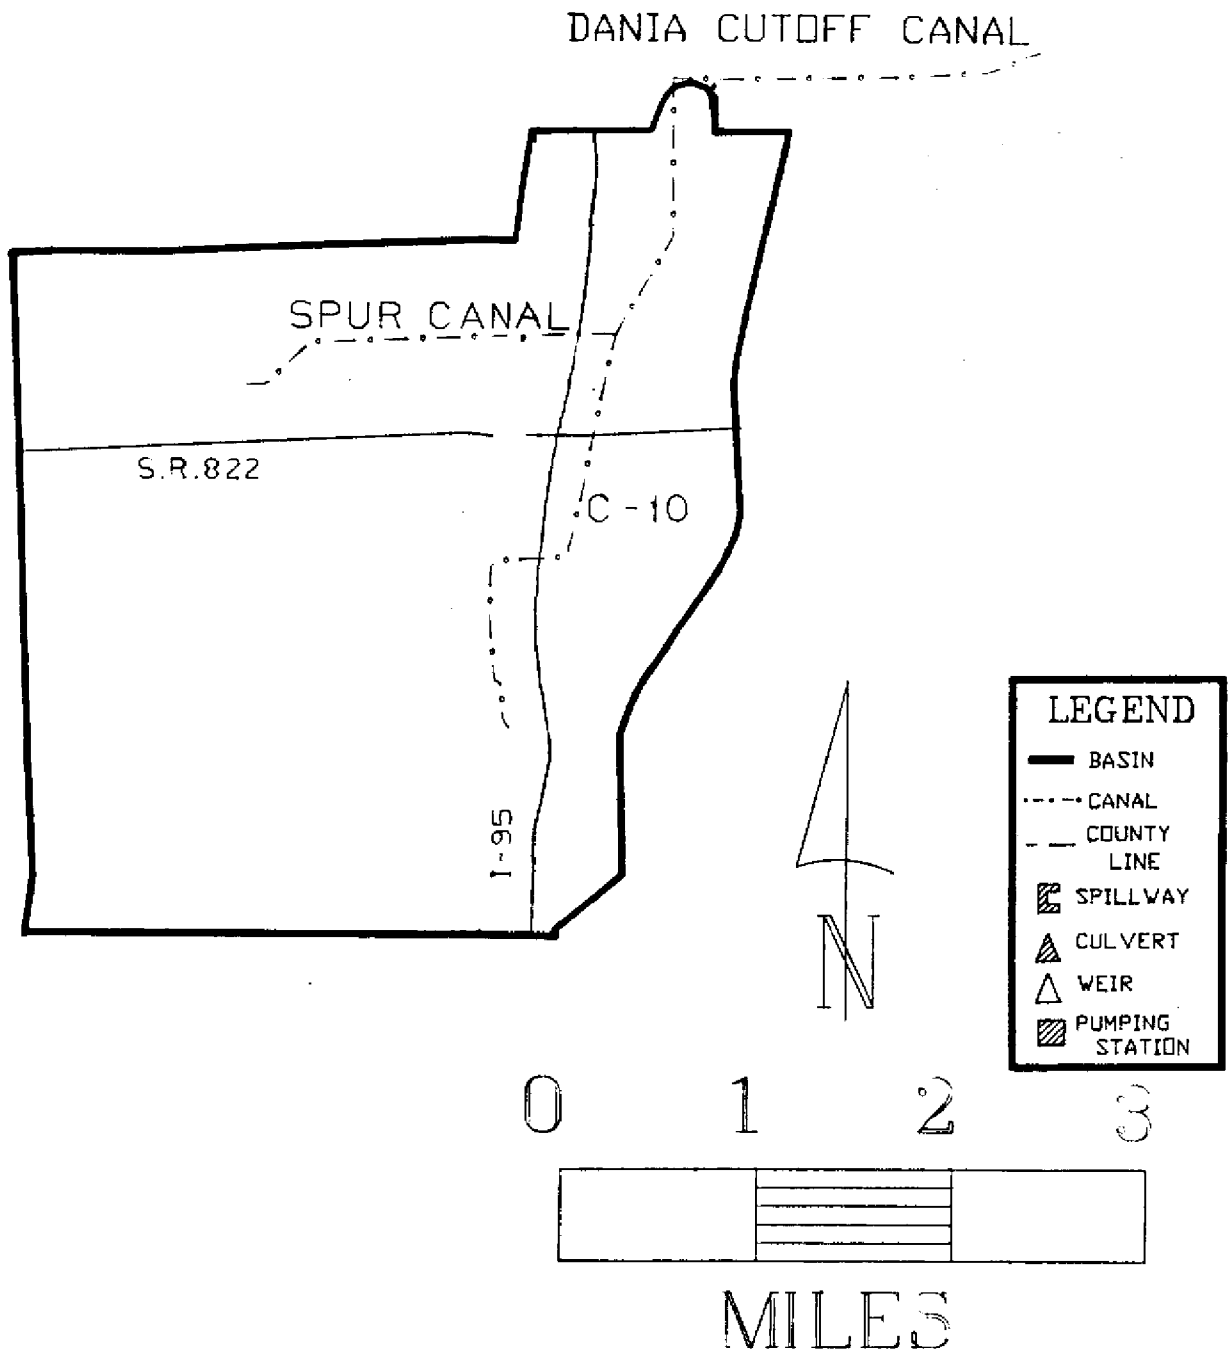 DANIA CUTOFF CANAL
SPUR CANAL
S.R.822
C-10
I-95
LEGEND
BASIN
CANAL
COUNTY
LINE
SPILLWAY
CULVERT
WEIR
PUMPING
STATION
N
0 1 2 3
MILES